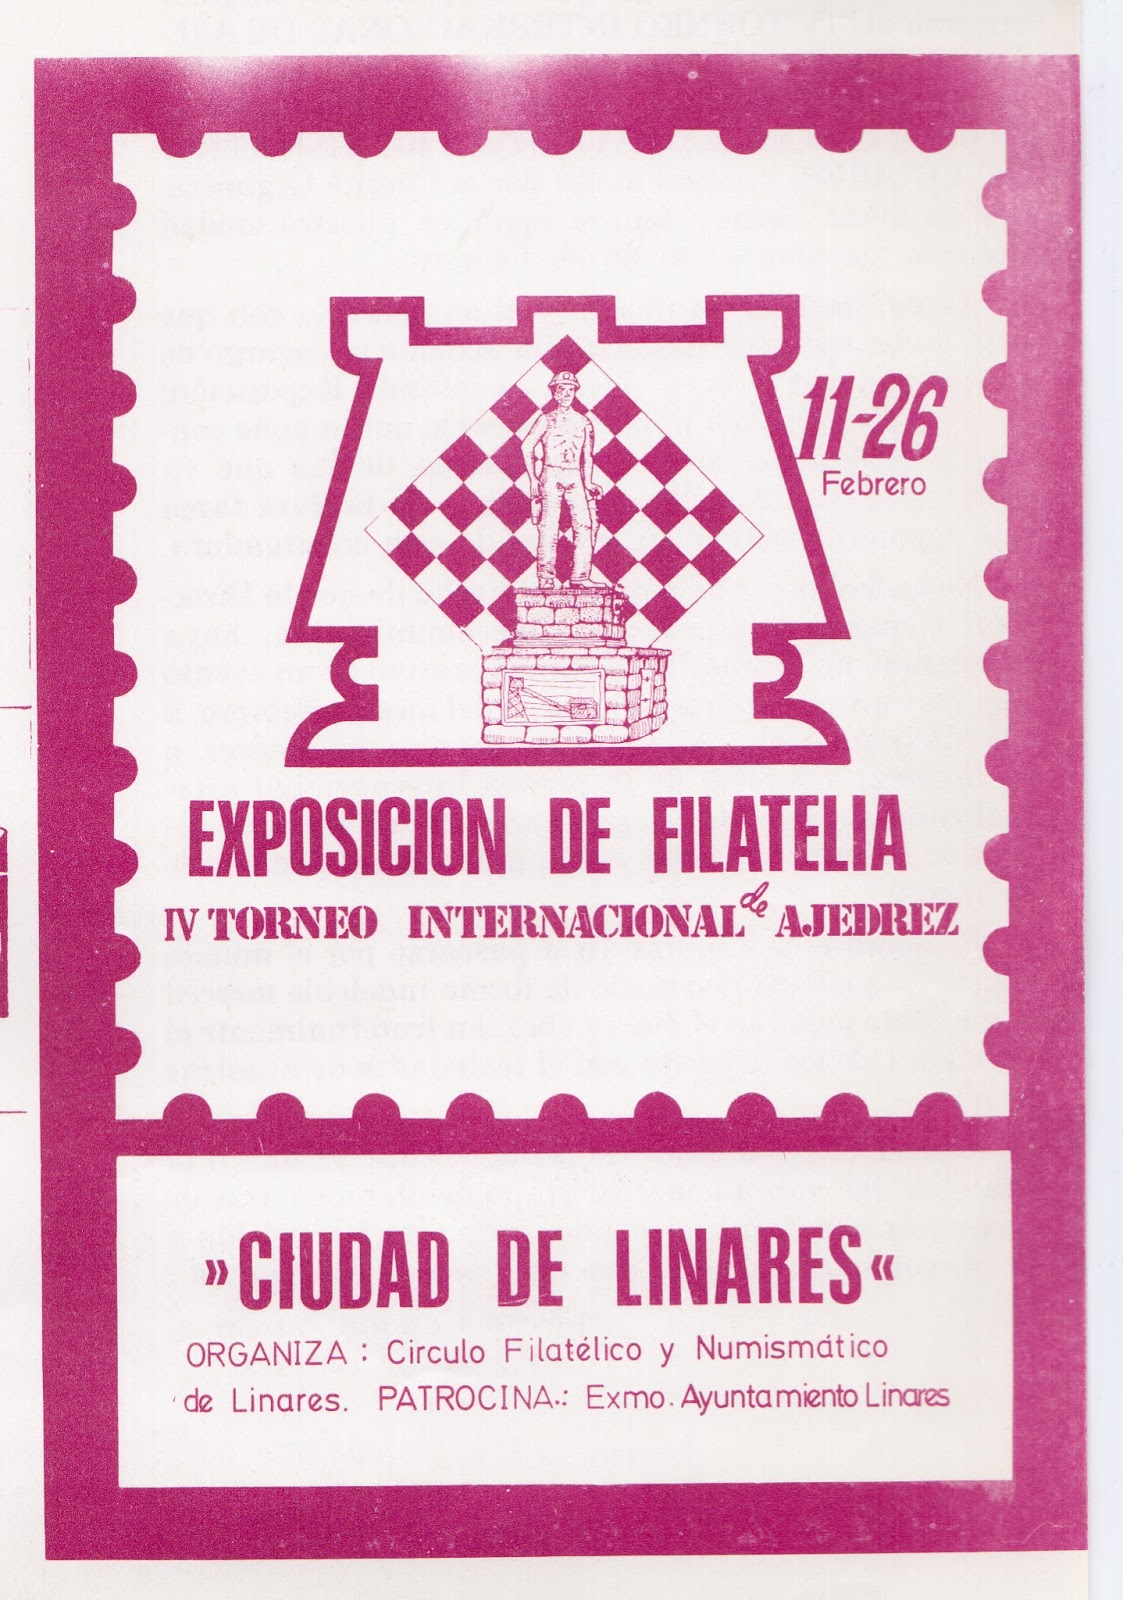 11-26
Febrero
EXPOSICION DE FILATELIA
IV TORNEO INTERNACIONAL de AJEDREZ
»CIUDAD DE LINARES«
ORGANIZA : Circulo Filatélico y Numismático
de Linares. PATROCINA.: Exmo. Ayuntamiento Linares